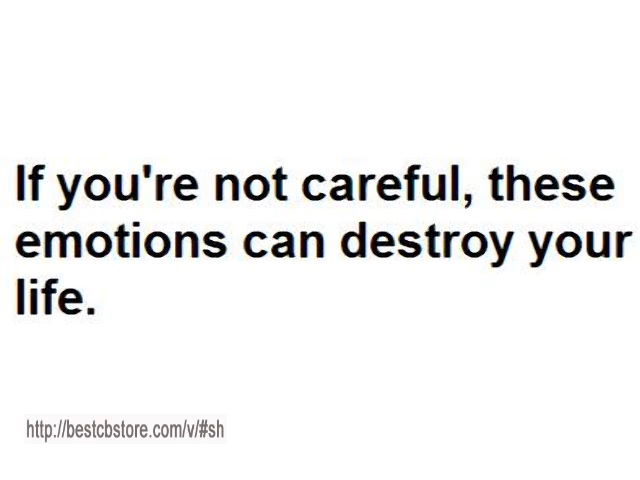 If you're not careful, these
emotions can destroy your
life.
http://bestcbstore.com/v/#sh